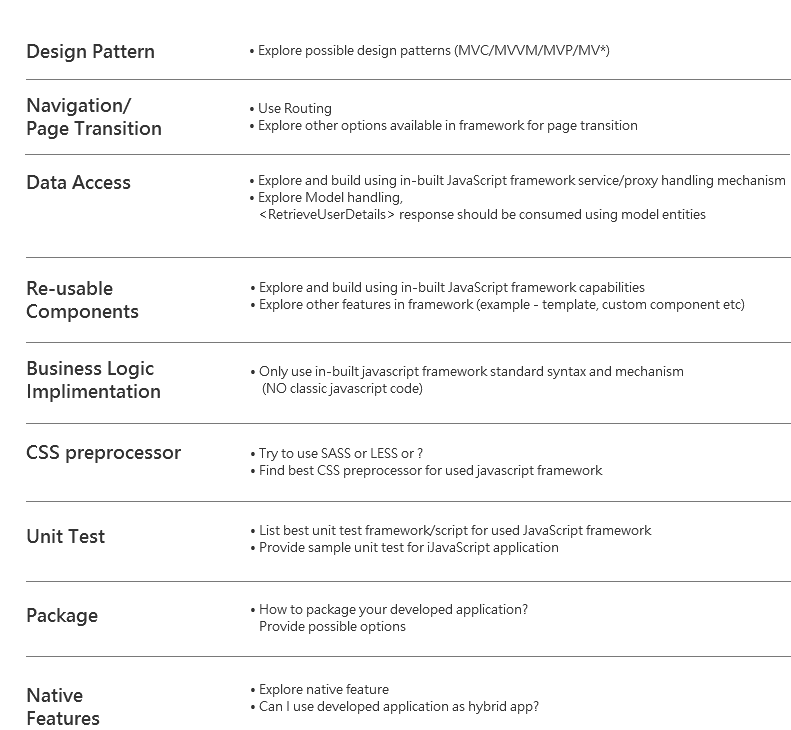 Design Pattern
• Explore possible design patterns (MVC/MVVM/MVP/MV*)
Navigation/
Page Transition
• Use Routing
• Explore other options available in framework for page transition
Data Access
• Explore and build using in-built JavaScript framework service/proxy handling mechanism
• Explore Model handling,
<RetrieveUserDetails> response should be consumed using model entities
Re-usable
Components
• Explore and build using in-built JavaScript framework capabilities
• Explore other features in framework (example - template, custom component etc)
Business Logic
Implimentation
• Only use in-built javascript framework standard syntax and mechanism
(NO classic javascript code)
CSS preprocessor
• Try to use SASS or LESS or ?
• Find best CSS preprocessor for used javascript framework
Unit Test
• List best unit test framework/script for used JavaScript framework
• Provide sample unit test for iJavaScript application
Package
• How to package your developed application?
Provide possible options
Native
Features
• Explore native feature
• Can I use developed application as hybrid app?